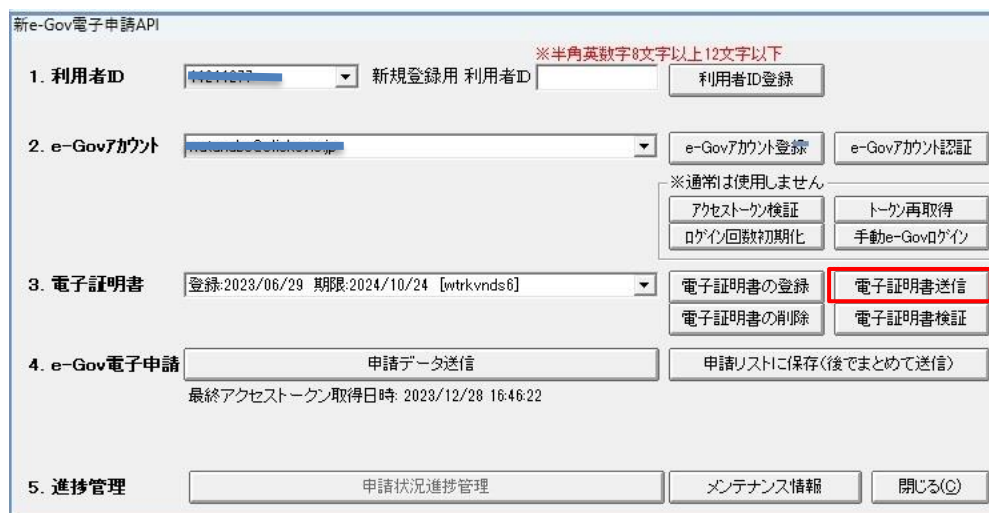 新e-Gov電子申請API
※半角英数字8文字以上12文字以下
1. 利用者ID 新規登録用 利用者ID 利用者ID登録
2. e-Govアカウント e-Govアカウント登録 e-Govアカウント認証
※通常は使用しません
アクセストークン検証 トークン再取得
ログイン回数初期化 手動e-Govログイン
3. 電子証明書 登録:2023/06/29 期限:2024/10/24 [wtrkvnds6] 電子証明書の登録 電子証明書送信
電子証明書の削除 電子証明書検証
4. e-Gov電子申請 申請データ送信 申請リストに保存(後でまとめて送信)
最終アクセストークン取得日時: 2023/12/28 16:46:22
5. 進捗管理 申請状況進捗管理 メンテナンス情報 閉じる(C)